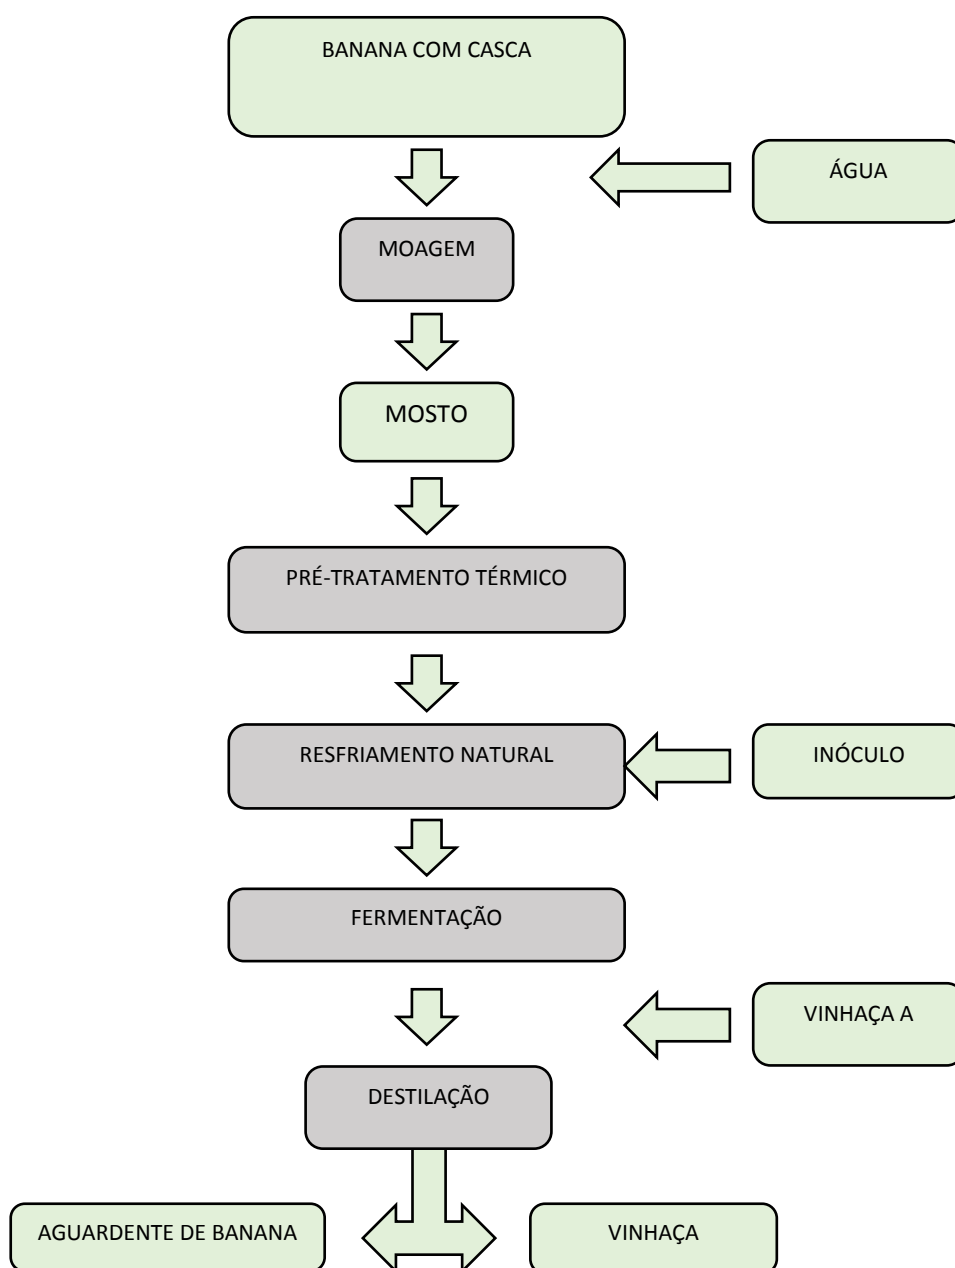 BANANA COM CASCA
ÁGUA
MOAGEM
MOSTO
PRÉ-TRATAMENTO TÉRMICO
RESFRIAMENTO NATURAL
INÓCULO
FERMENTAÇÃO
VINHAÇA A
DESTILAÇÃO
AGUARDENTE DE BANANA
VINHAÇA